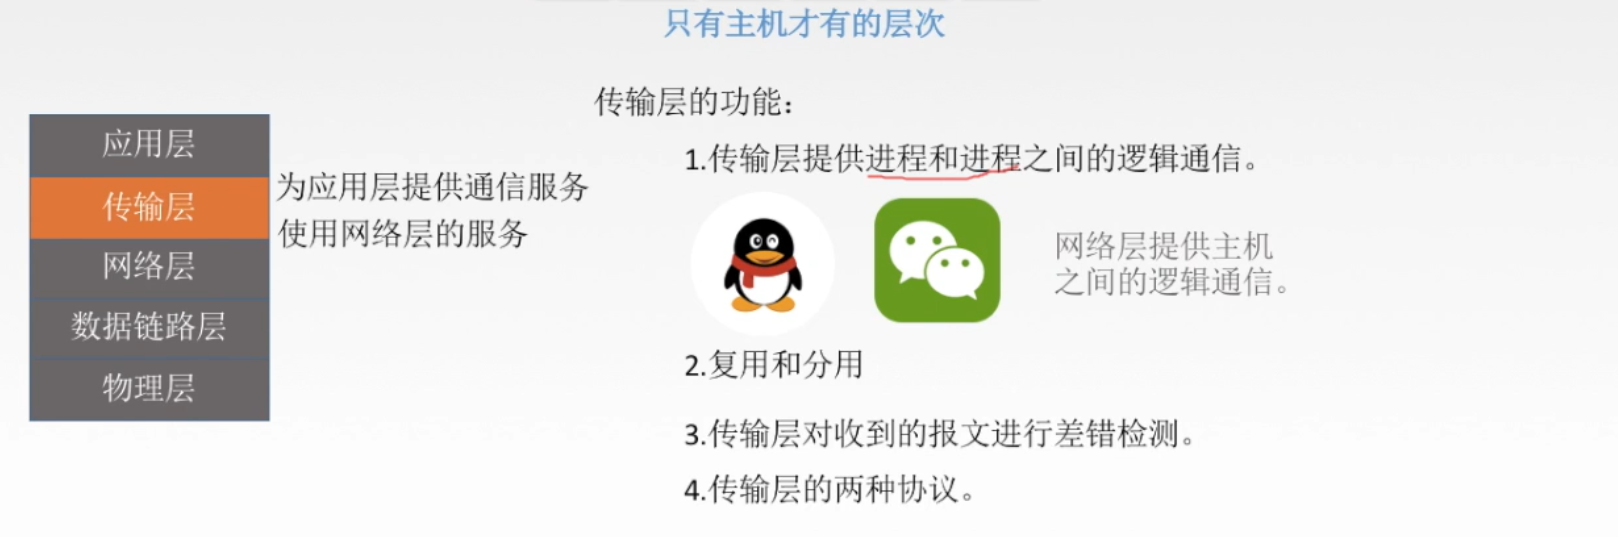 只有主机才有的层次
应用层
传输层
网络层
数据链路层
物理层
为应用层提供通信服务
使用网络层的服务
传输层的功能：
1.传输层提供进程和进程之间的逻辑通信。
网络层提供主机
之间的逻辑通信。
2.复用和分用
3.传输层对收到的报文进行差错检测。
4.传输层的两种协议。